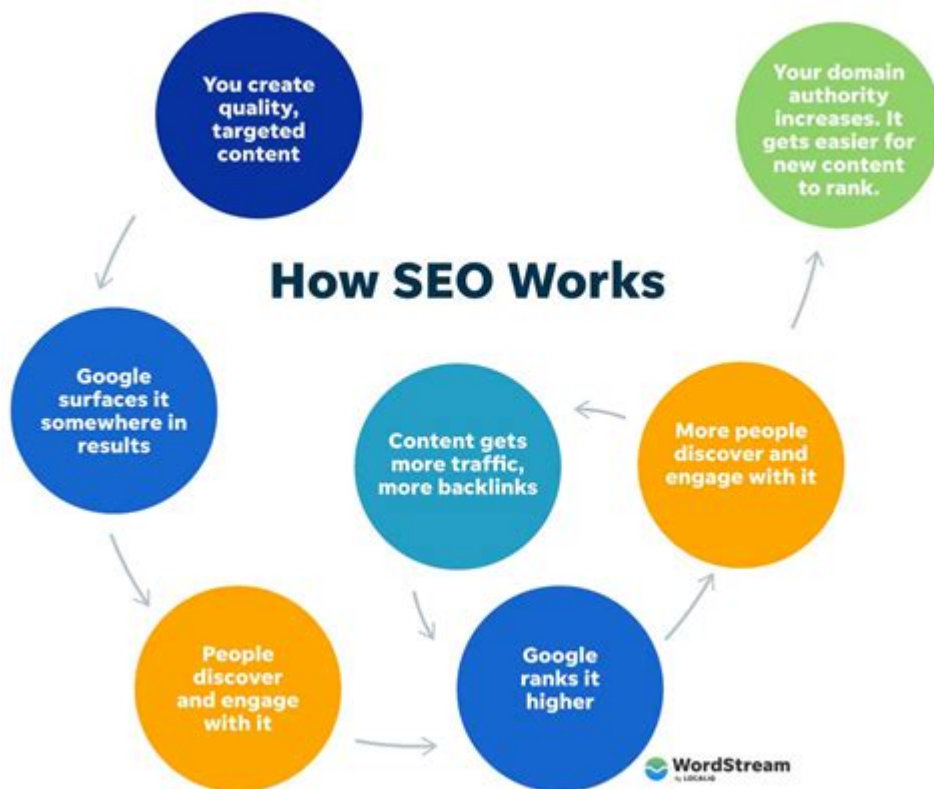 How SEO Works
You create
quality,
targeted
content
Google
surfaces it
somewhere in
results
People
discover
and engage
with it
Google
ranks it
higher
More people
discover and
engage with it
Content gets
more traffic,
more backlinks
Your domain
authority
increases. It
gets easier for
new content
to rank.
WordStream
by LOCALiQ